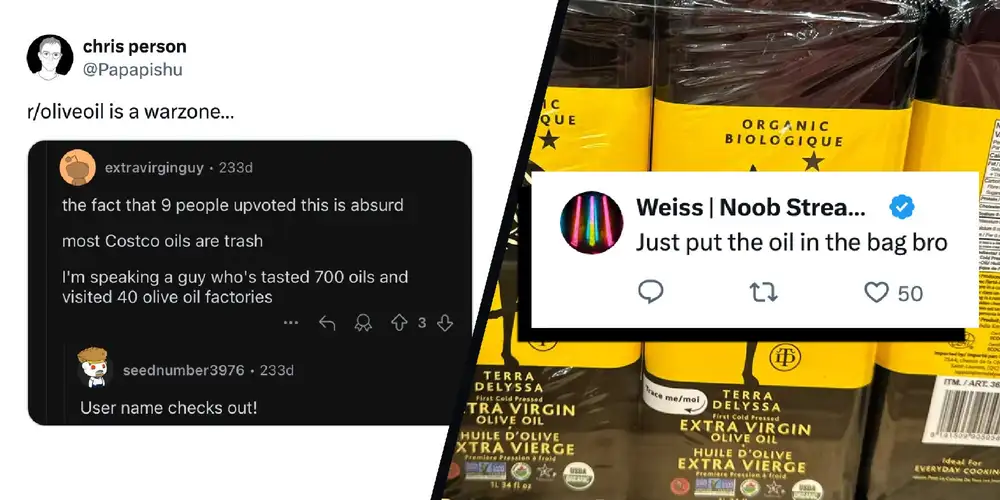 chris person
@Papapishu
r/oliveoil is a warzone...
extravirginguy • 233d
the fact that 9 people upvoted this is absurd
most Costco oils are trash
I'm speaking a guy who's tasted 700 oils and
visited 40 olive oil factories
3
seednumber3976 • 233d
User name checks out!
IC
QUE
ORGANIC
BIOLOGIQUE
Weiss | Noob Strea...
Just put the oil in the bag bro
50
TERRA
DELYSSA
First Cold Pressed
TRA VIRGIN
OLIVE OIL
HUILE D'OLIVE
XTRA VIERGE
Première Pression à froid
1L 34 fl oz
USDA
ORGANIC
Trace me/moi
TERRA
DELYSSA
First Cold Pressed
EXTRA VIRGIN
OLIVE OIL
HUILE D'OLIVE
EXTRA VIERGE
Première Pression à froid
USDA
ITM. / ART. 36
Ideal For
EVERYDAY COOKING